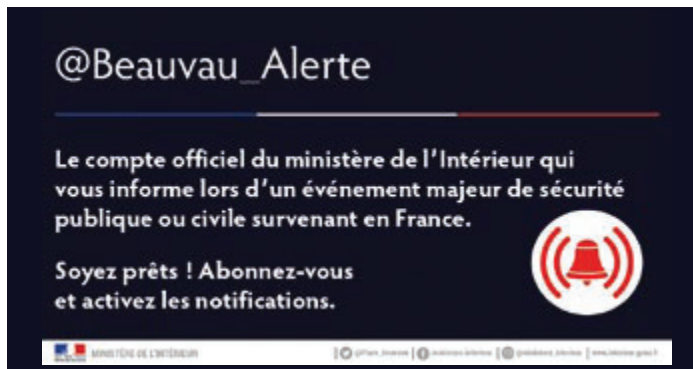 @Beauvau_Alerte
Le compte officiel du ministère de l'Intérieur qui
vous informe lors d'un événement majeur de sécurité
publique ou civile survenant en France.
Soyez prêts ! Abonnez-vous
et activez les notifications.
MINISTÈRE DE L'INTÉRIEUR